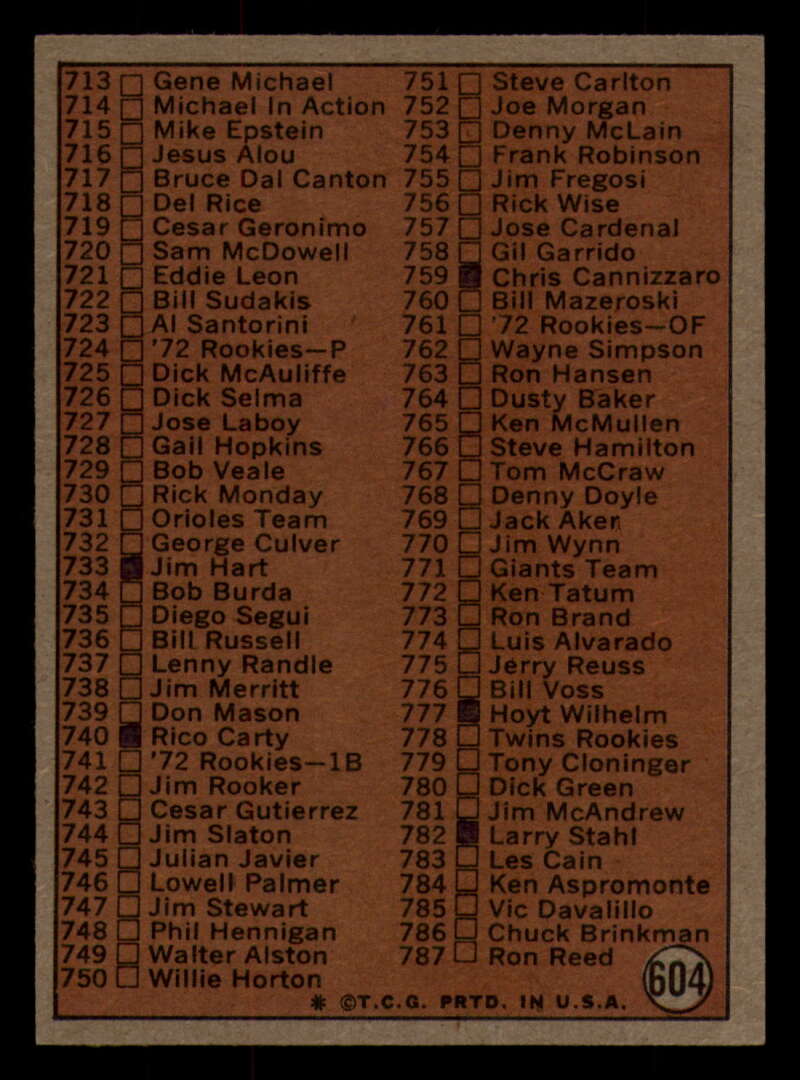 713 Gene Michael
714 Michael In Action
715 Mike Epstein
716 Jesus Alou
717 Bruce Dal Canton
718 Del Rice
719 Cesar Geronimo
720 Sam McDowell
721 Eddie Leon
722 Bill Sudakis
723 Al Santorini
724 '72 Rookies—P
725 Dick McAuliffe
726 Dick Selma
727 Jose Laboy
728 Gail Hopkins
729 Bob Veale
730 Rick Monday
731 Orioles Team
732 George Culver
733 Jim Hart
734 Bob Burda
735 Diego Segui
736 Bill Russell
737 Lenny Randle
738 Jim Merritt
739 Don Mason
740 Rico Carty
741 '72 Rookies—1B
742 Jim Rooker
743 Cesar Gutierrez
744 Jim Slaton
745 Julian Javier
746 Lowell Palmer
747 Jim Stewart
748 Phil Hennigan
749 Walter Alston
750 Willie Horton
751 Steve Carlton
752 Joe Morgan
753 Denny McLain
754 Frank Robinson
755 Jim Fregosi
756 Rick Wise
757 Jose Cardenal
758 Gil Garrido
759 Chris Cannizzaro
760 Bill Mazeroski
761 '72 Rookies—OF
762 Wayne Simpson
763 Ron Hansen
764 Dusty Baker
765 Ken McMullen
766 Steve Hamilton
767 Tom McCraw
768 Denny Doyle
769 Jack Aker
770 Jim Wynn
771 Giants Team
772 Ken Tatum
773 Ron Brand
774 Luis Alvarado
775 Jerry Reuss
776 Bill Voss
777 Hoyt Wilhelm
778 Twins Rookies
779 Tony Cloninger
780 Dick Green
781 Jim McAndrew
782 Larry Stahl
783 Les Cain
784 Ken Aspromonte
785 Vic Davalillo
786 Chuck Brinkman
787 Ron Reed
604
* ©T.C.G. PRTD. IN U.S.A.